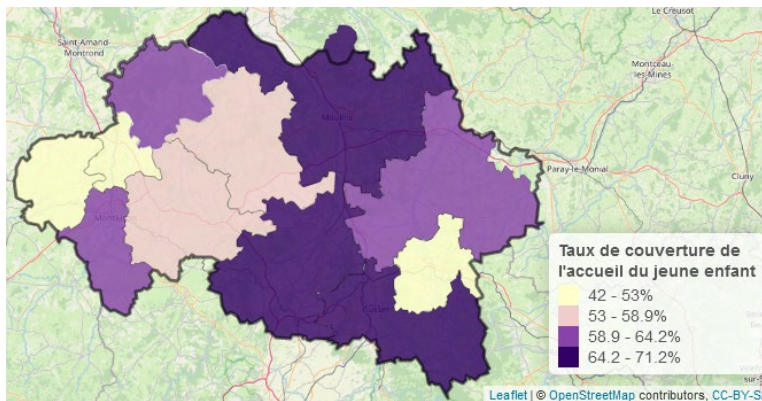 Le Creusot
Saint-Amand-
Montrond
Montceau
les-Mines
Moulins
Paray-le-Monial
Cluny
Taux de couverture de
l'accueil du jeune enfant
42 - 53%
53 - 58.9%
58.9 - 64.2%
64.2 - 71.2%
Leaflet | © OpenStreetMap contributors, CC-BY-S